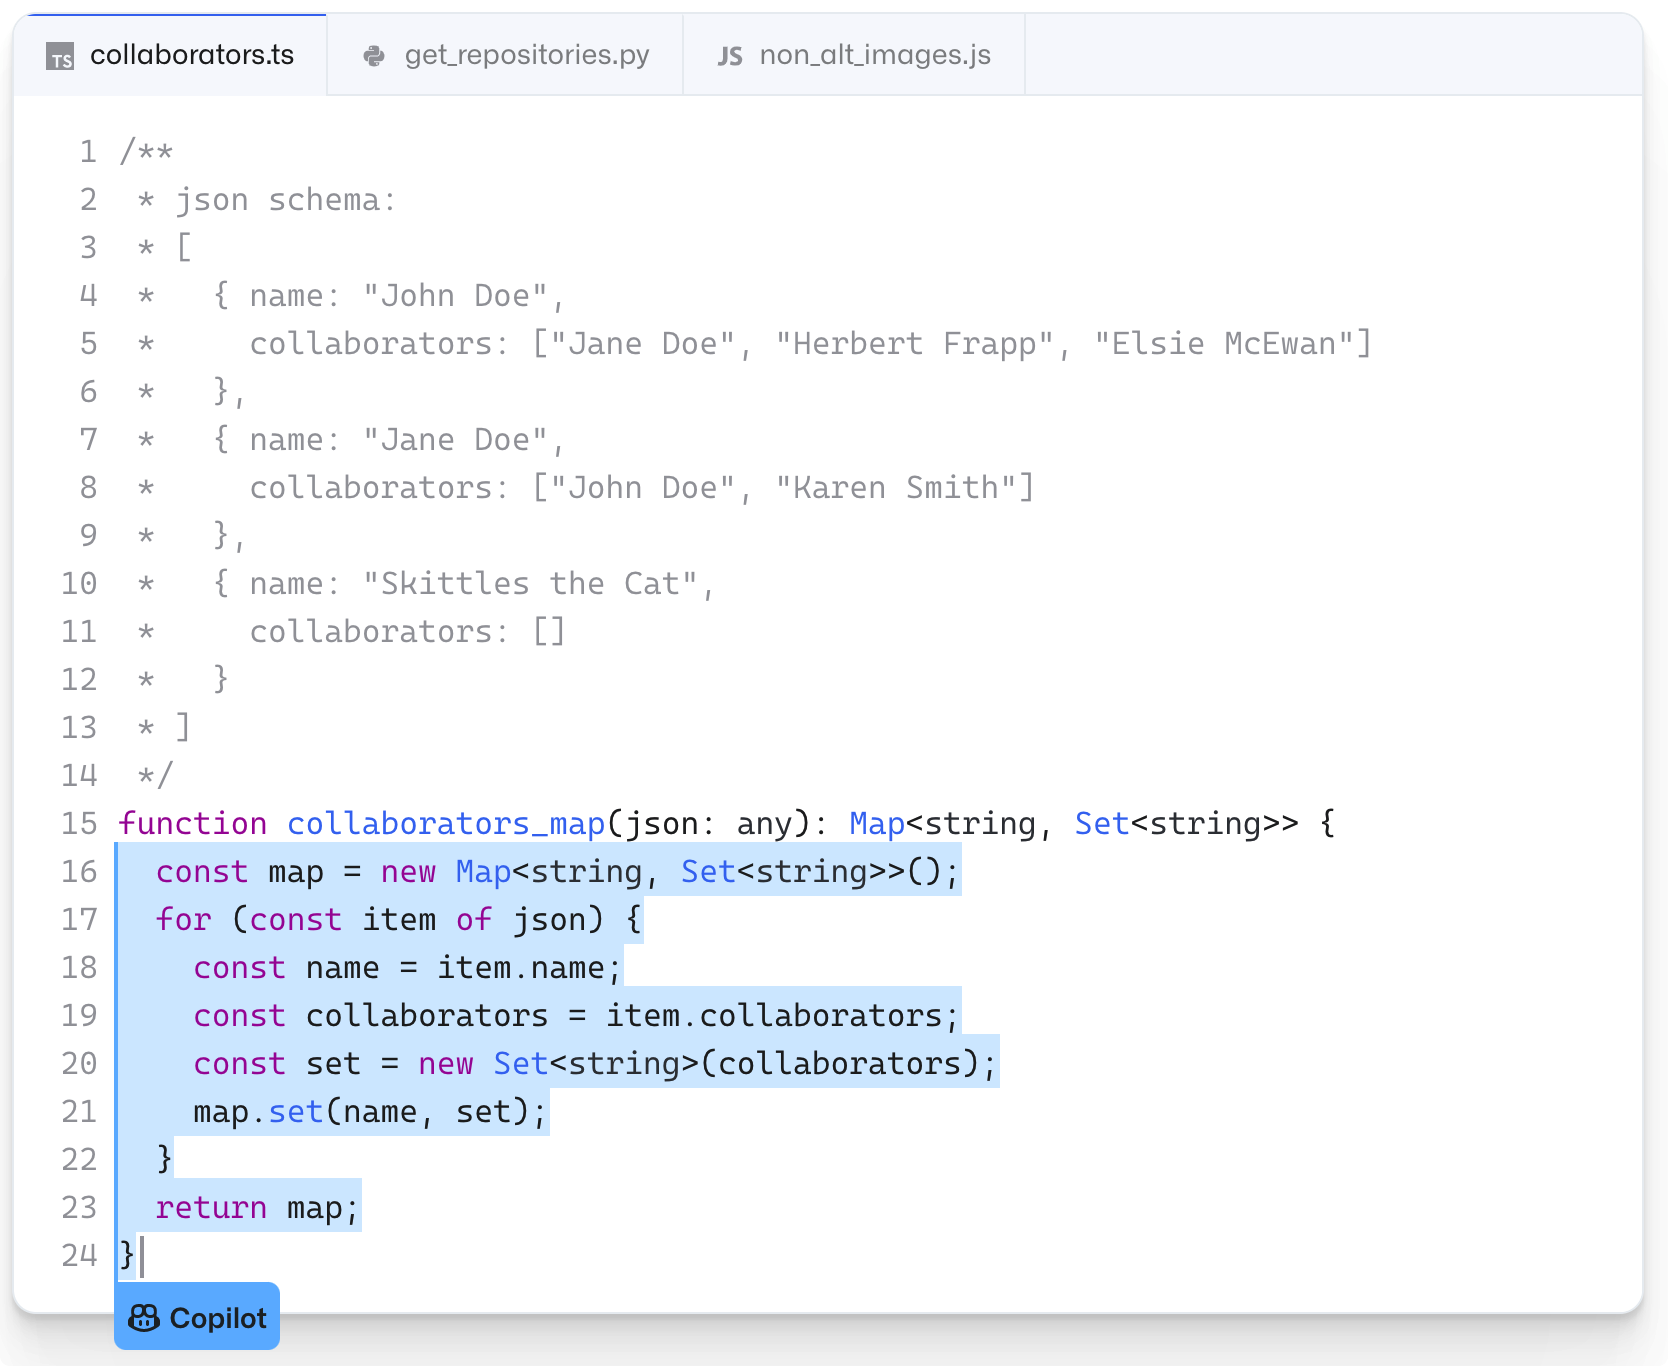 TS collaborators.ts get_repositories.py JS non_alt_images.js
1 /**
2  * json schema:
3  * [
4  *   { name: "John Doe",
5  *     collaborators: ["Jane Doe", "Herbert Frapp", "Elsie McEwan"]
6  *   },
7  *   { name: "Jane Doe",
8  *     collaborators: ["John Doe", "Karen Smith"]
9  *   },
10  *   { name: "Skittles the Cat",
11  *     collaborators: []
12  *   }
13  * ]
14  */
15 function collaborators_map(json: any): Map<string, Set<string>> {
16   const map = new Map<string, Set<string>>();
17   for (const item of json) {
18     const name = item.name;
19     const collaborators = item.collaborators;
20     const set = new Set<string>(collaborators);
21     map.set(name, set);
22   }
23   return map;
24 }
Copilot